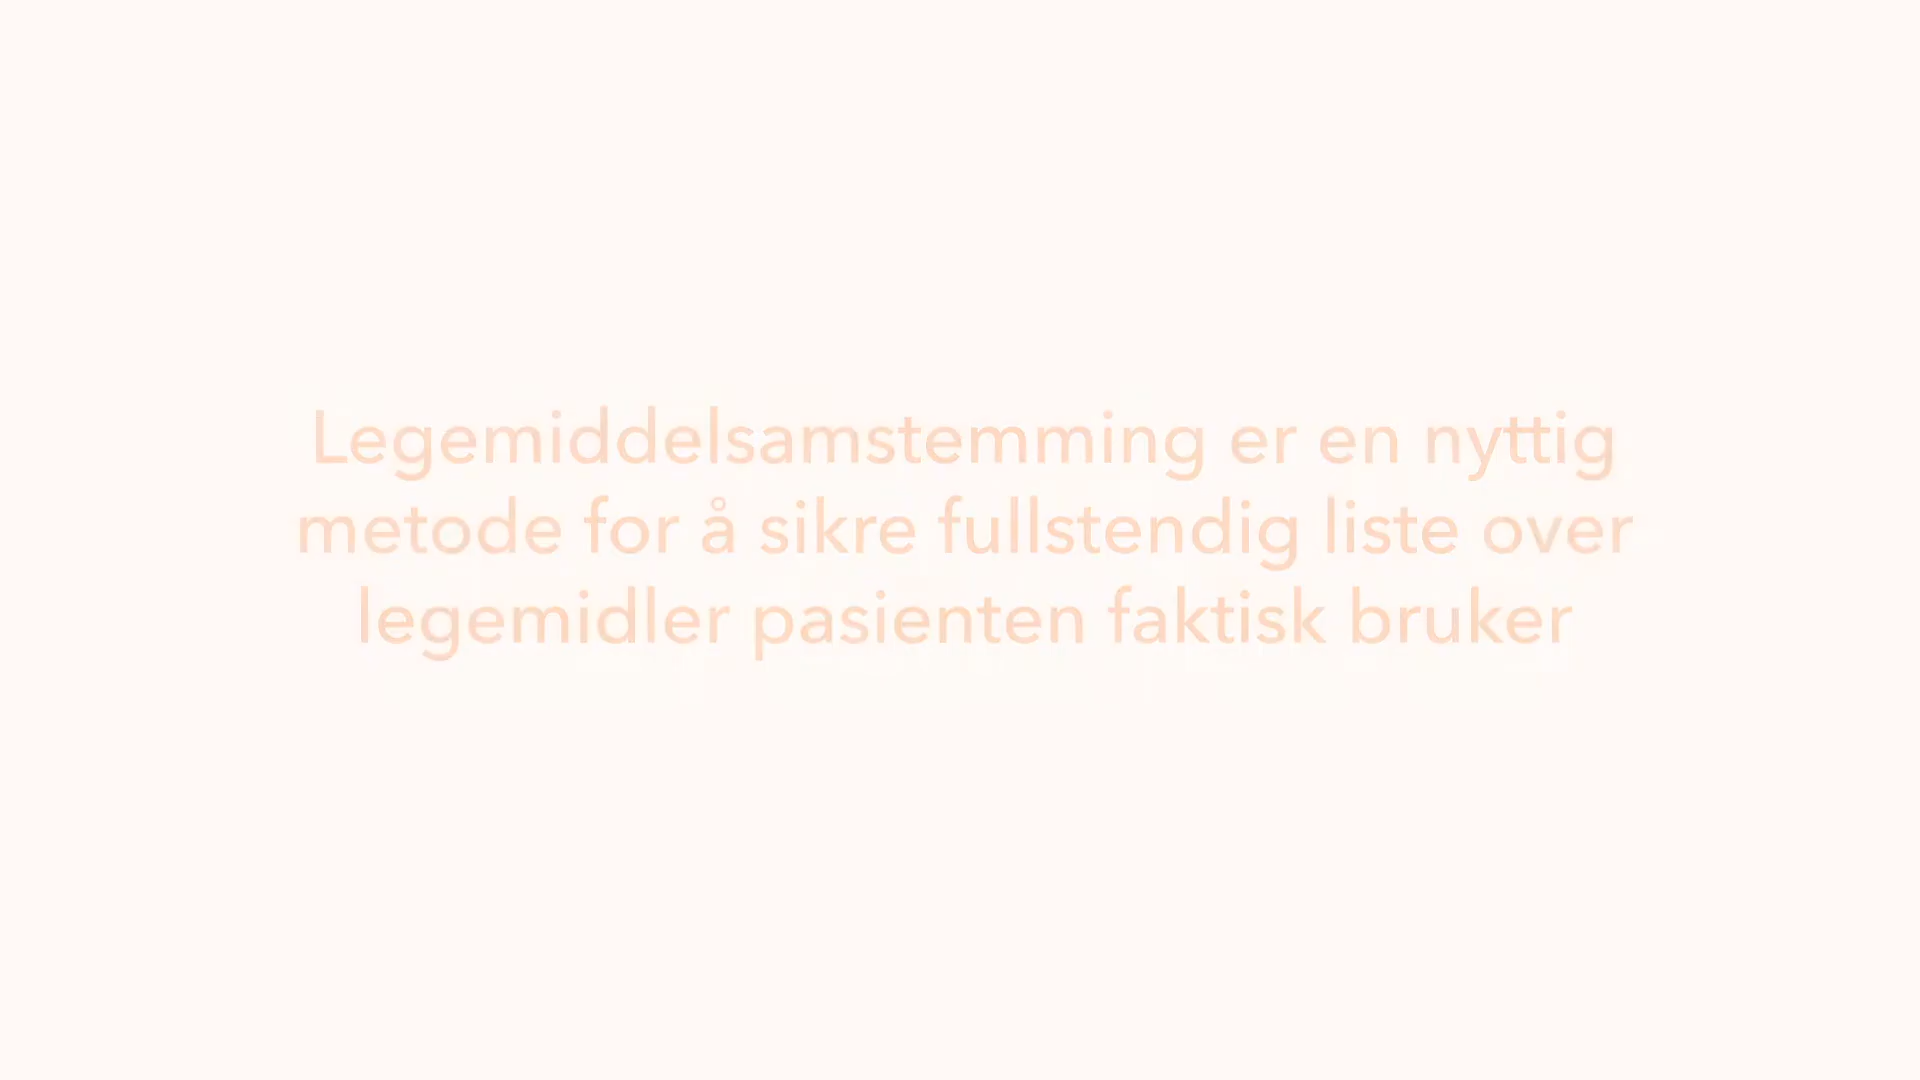 Legemiddelsamstemming er en nyttig
metode for å sikre fullstendig liste over
legemidler pasienten faktisk bruker